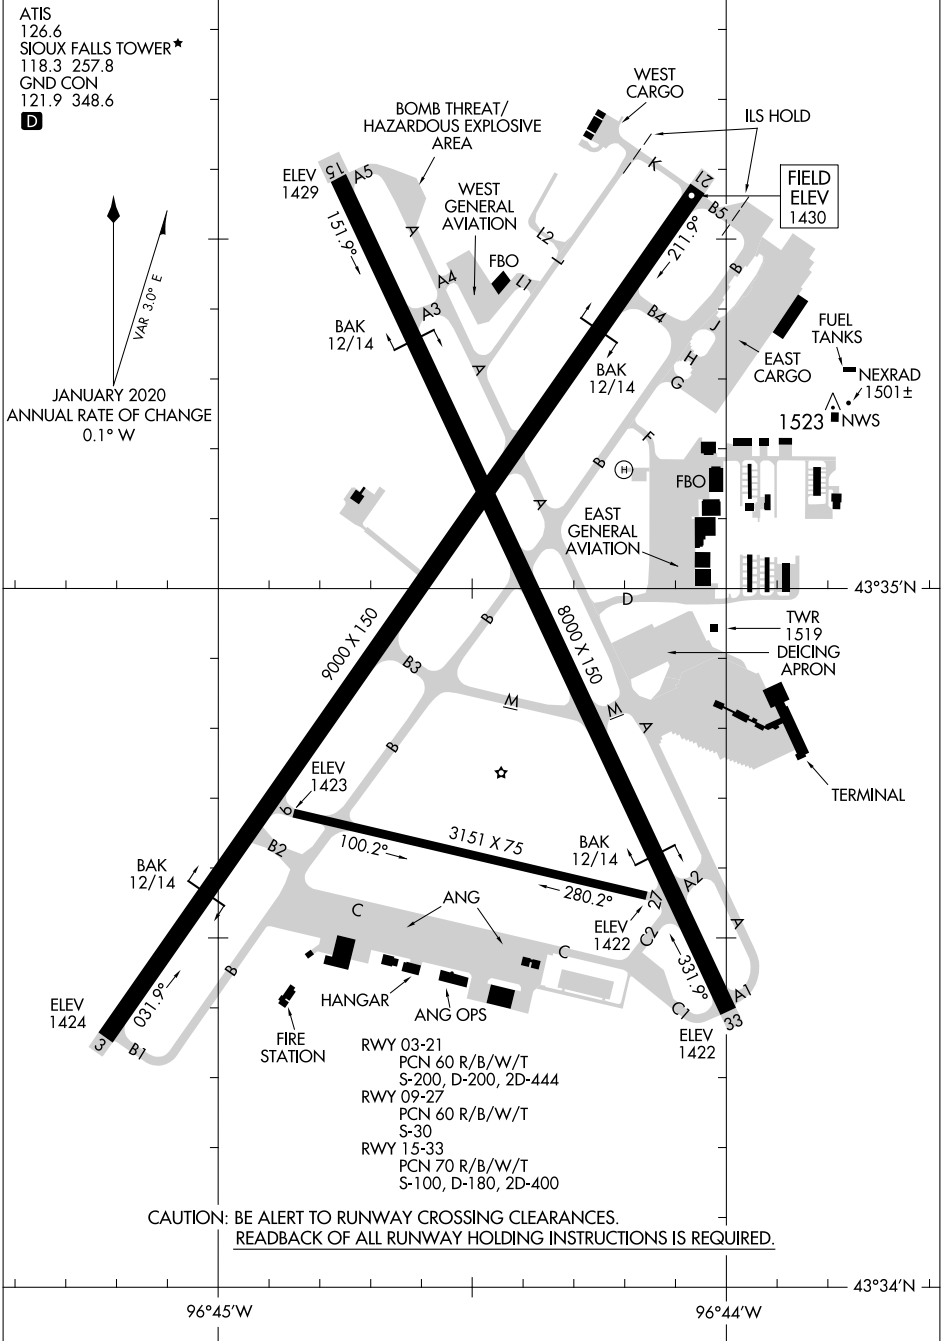 ATIS
126.6
SIOUX FALLS TOWER★
118.3 257.8
GND CON
121.9 348.6
D
WEST
CARGO
BOMB THREAT/
HAZARDOUS EXPLOSIVE
AREA
ILS HOLD
K
ELEV
1429
15
A5
21
FIELD
ELEV
1430
WEST
GENERAL
AVIATION
B5
151.9°
A
L2
211.9°
L
FBO
L1
B
A4
A3
VAR 3.0° E
B4
J
FUEL
TANKS
BAK
12/14
A
BAK
12/14
H
EAST
CARGO
G
NEXRAD
1501±
JANUARY 2020
ANNUAL RATE OF CHANGE
0.1° W
1523
NWS
F
B
H
FBO
A
EAST
GENERAL
AVIATION
43°35'N
D
9000 X 150
8000 X 150
B
TWR
1519
DEICING
APRON
B3
M
M
A
B
ELEV
1423
TERMINAL
9
3151 X 75
100.2°
BAK
12/14
B2
BAK
12/14
280.2°
27
A2
ANG
C
ELEV
1422
C2
A
C
B
331.9°
031.9°
HANGAR
ANG OPS
C1
A1
ELEV
1424
33
3
B1
FIRE
STATION
ELEV
1422
RWY 03-21
PCN 60 R/B/W/T
S-200, D-200, 2D-444
RWY 09-27
PCN 60 R/B/W/T
S-30
RWY 15-33
PCN 70 R/B/W/T
S-100, D-180, 2D-400
CAUTION: BE ALERT TO RUNWAY CROSSING CLEARANCES.
READBACK OF ALL RUNWAY HOLDING INSTRUCTIONS IS REQUIRED.
43°34'N
96°45'W
96°44'W